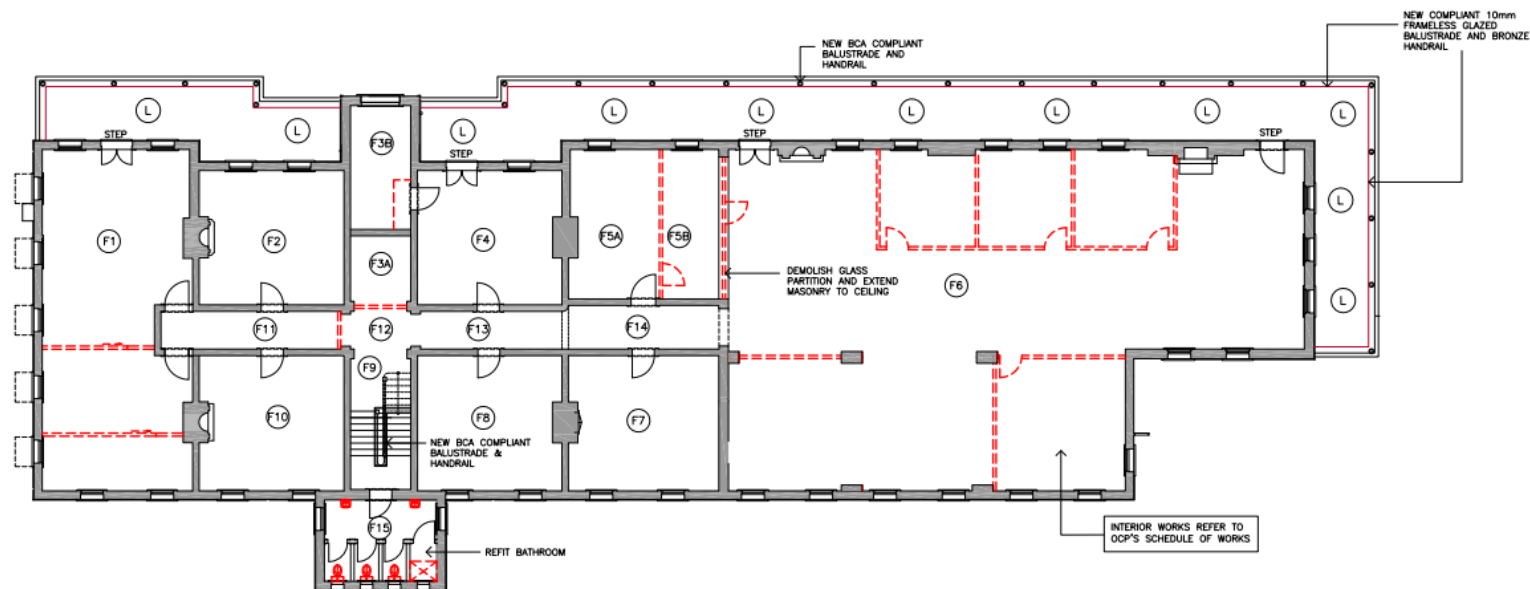 NEW COMPLIANT 10mm
FRAMELESS GLAZED
BALUSTRADE AND BRONZE
HANDRAIL
NEW BCA COMPLIANT
BALUSTRADE AND
HANDRAIL
L
L
L
L
L
L
L
L
L
L
L
STEP
STEP
STEP
STEP
F3B
F1
F2
F3A
F4
F5A
F5B
F6
DEMOLISH GLASS
PARTITION AND EXTEND
MASONRY TO CEILING
F11
F12
F13
F14
F9
F10
F8
F7
NEW BCA COMPLIANT
BALUSTRADE &
HANDRAIL
F15
REFIT BATHROOM
INTERIOR WORKS REFER TO
OCP'S SCHEDULE OF WORKS